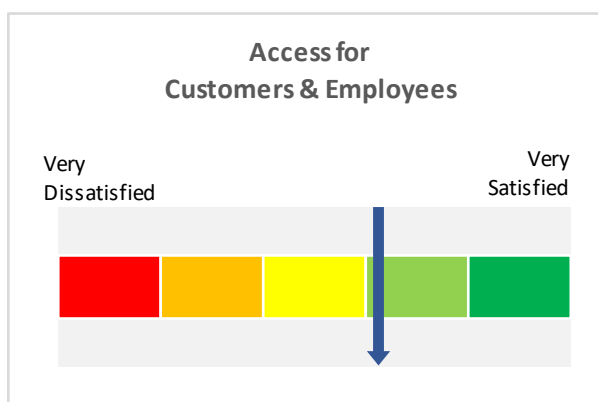 Access for
Customers & Employees
Very
Dissatisfied
Very
Satisfied